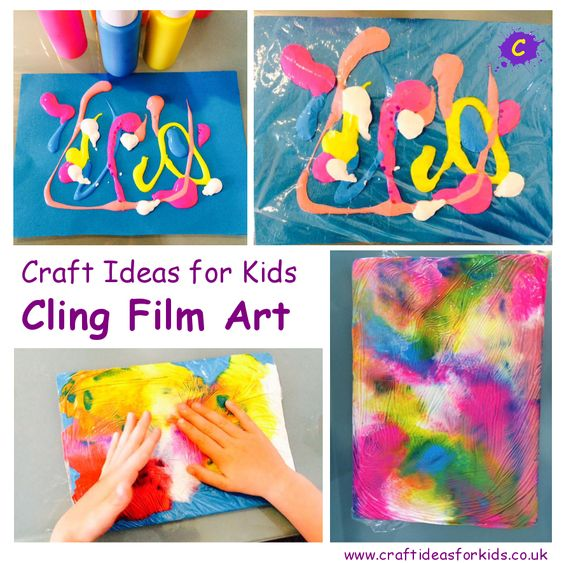 C
Craft Ideas for Kids
Cling Film Art
www.craftideasforkids.co.uk